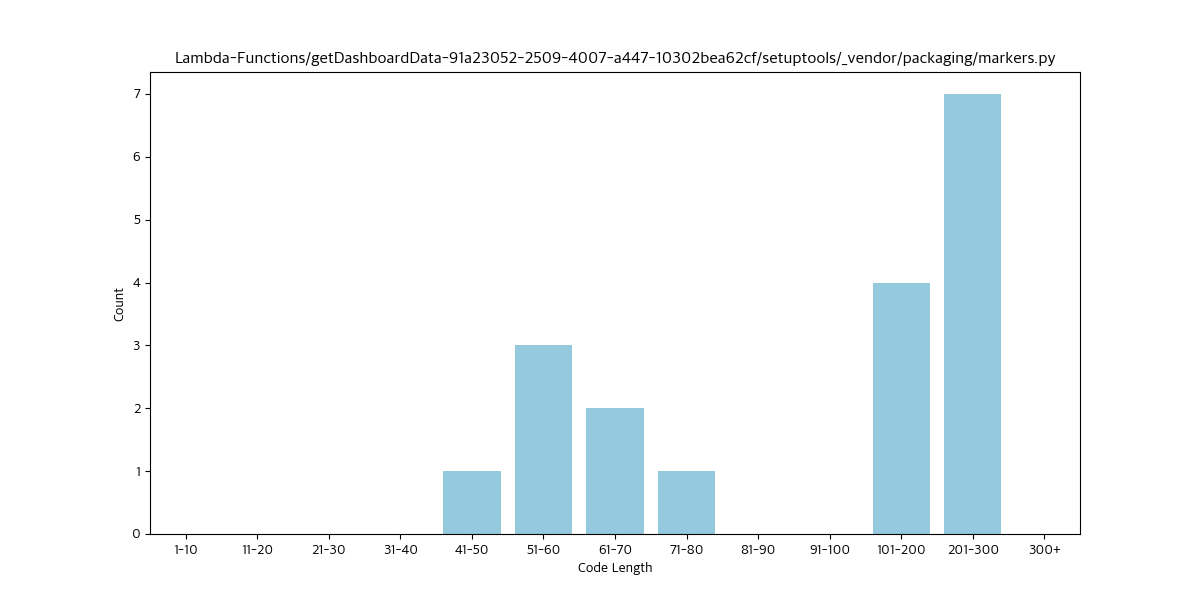 Lambda-Functions/getDashboardData-91a23052-2509-4007-a447-10302bea62cf/setuptools/_vendor/packaging/markers.py
7
6
5
4
3
2
1
0
Count
1-10 11-20 21-30 31-40 41-50 51-60 61-70 71-80 81-90 91-100 101-200 201-300 300+
Code Length